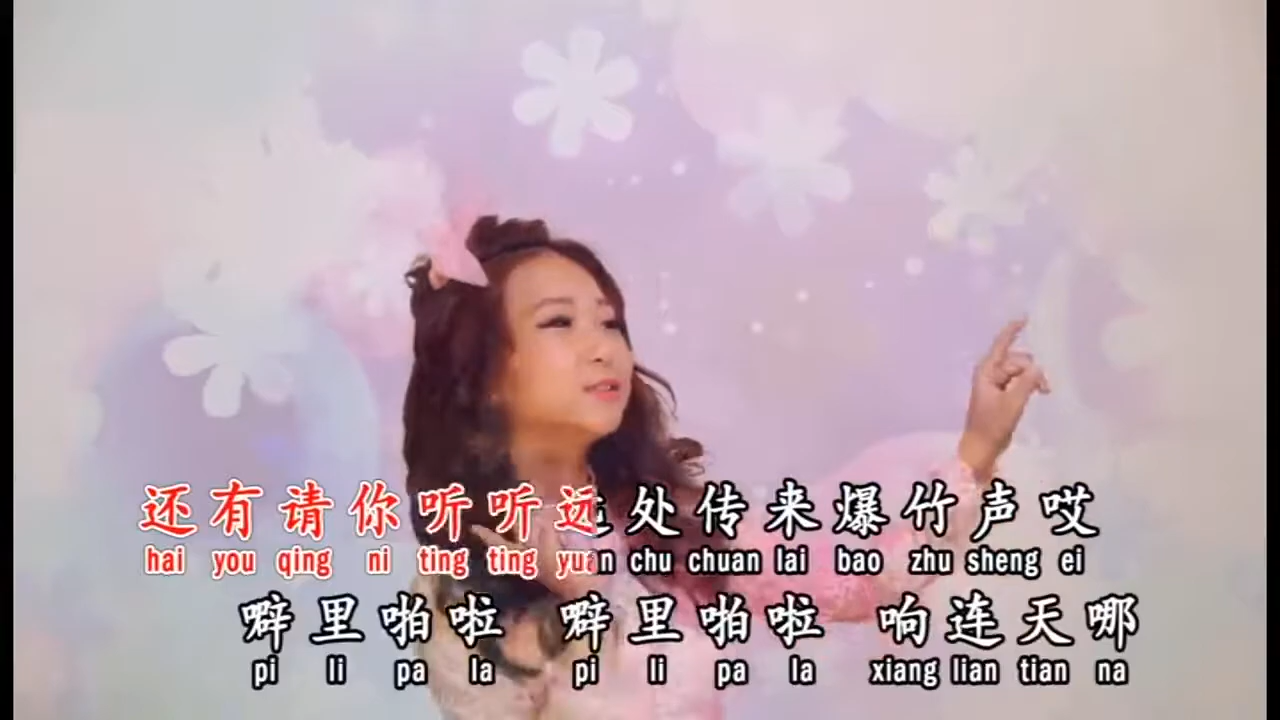 还有请你听听远处传来爆竹声哎
hai you qing ni ting ting yuan chu chuan lai bao zhu sheng ei
噼里啪啦 噼里啪啦 响连天哪
pi li pa la pi li pa la xiang lian tian na